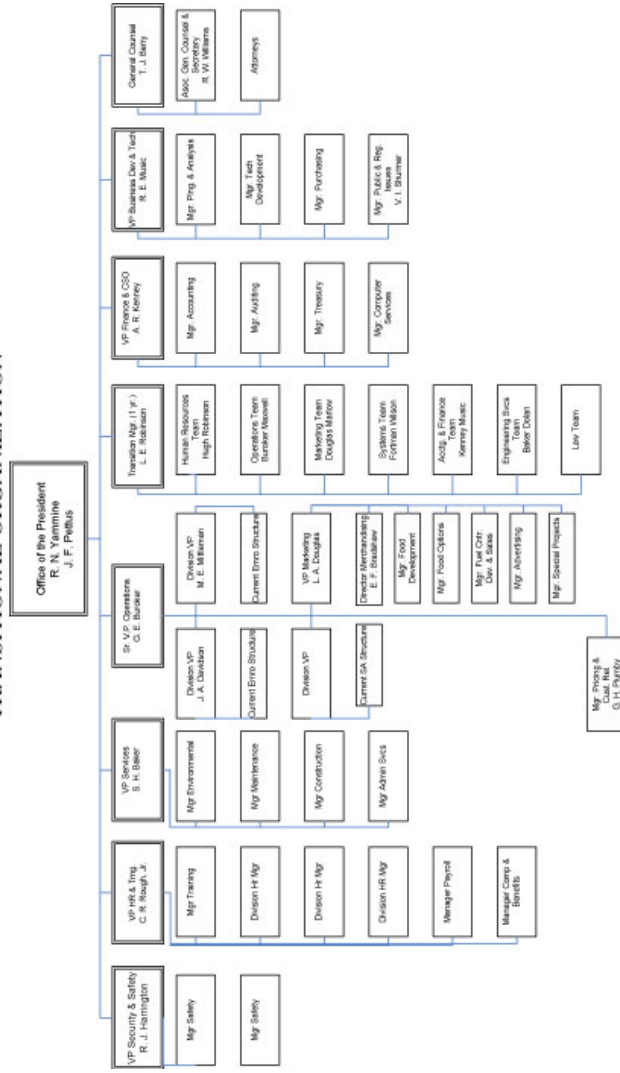 Office of the President
R. N. Yammine
J. F. Pettus
VP Security & Safety
R. J. Harrington
Mgr Safety
Mgr Safety
VP HR & Trng.
C. R. Rough, Jr.
Mgr Training
Division Hr Mgr
Division Hr Mgr
Division HR Mgr
Manager Payroll
Manager Comp &
Benefits
VP Services
S. H. Baker
Mgr Environmental
Mgr Maintenance
Mgr Construction
Mgr Admin Svcs
Sr. V.P. Operations
G. E. Burcker
Division VP
J. A. Davidson
Current Emro Structure
Division VP
Current SA Structure
Division VP
M. E. Mitteman
Current Emro Structure
VP Marketing
L. A. Douglas
Director Merchandising
E. F. Bradshaw
Mgr. Food
Development
Mgr. Food Options
Mgr. Fuel Cntr.
Dev. & Sales
Mgr. Advertising
Mgr. Special Projects
Mgr. Pricing &
Cust. Rel.
G. H. Plumby
Transition Mgr. (1 yr.)
L. E. Robinson
Human Resources
Team
Hugh Robinson
Operations Team
Burcker Maxwell
Marketing Team
Douglas Marlow
Systems Team
Fortman Wilson
Acctg. & Finance
Team
Kenney Music
Engineering Svcs
Team
Baker Dolan
Law Team
VP Finance & CSO
A. R. Kenney
Mgr. Accounting
Mgr. Auditing
Mgr. Treasury
Mgr. Computer
Services
VP Business Dev & Tech
R. E. Music
Mgr. Plng. & Analysis
Mgr. Tech
Development
Mgr. Purchasing
Mgr. Public & Reg.
Issues
V. I. Shurmer
General Counsel
T. J. Berry
Asoc. Gen. Counsel &
Secretary
R. W. Williams
Attorneys